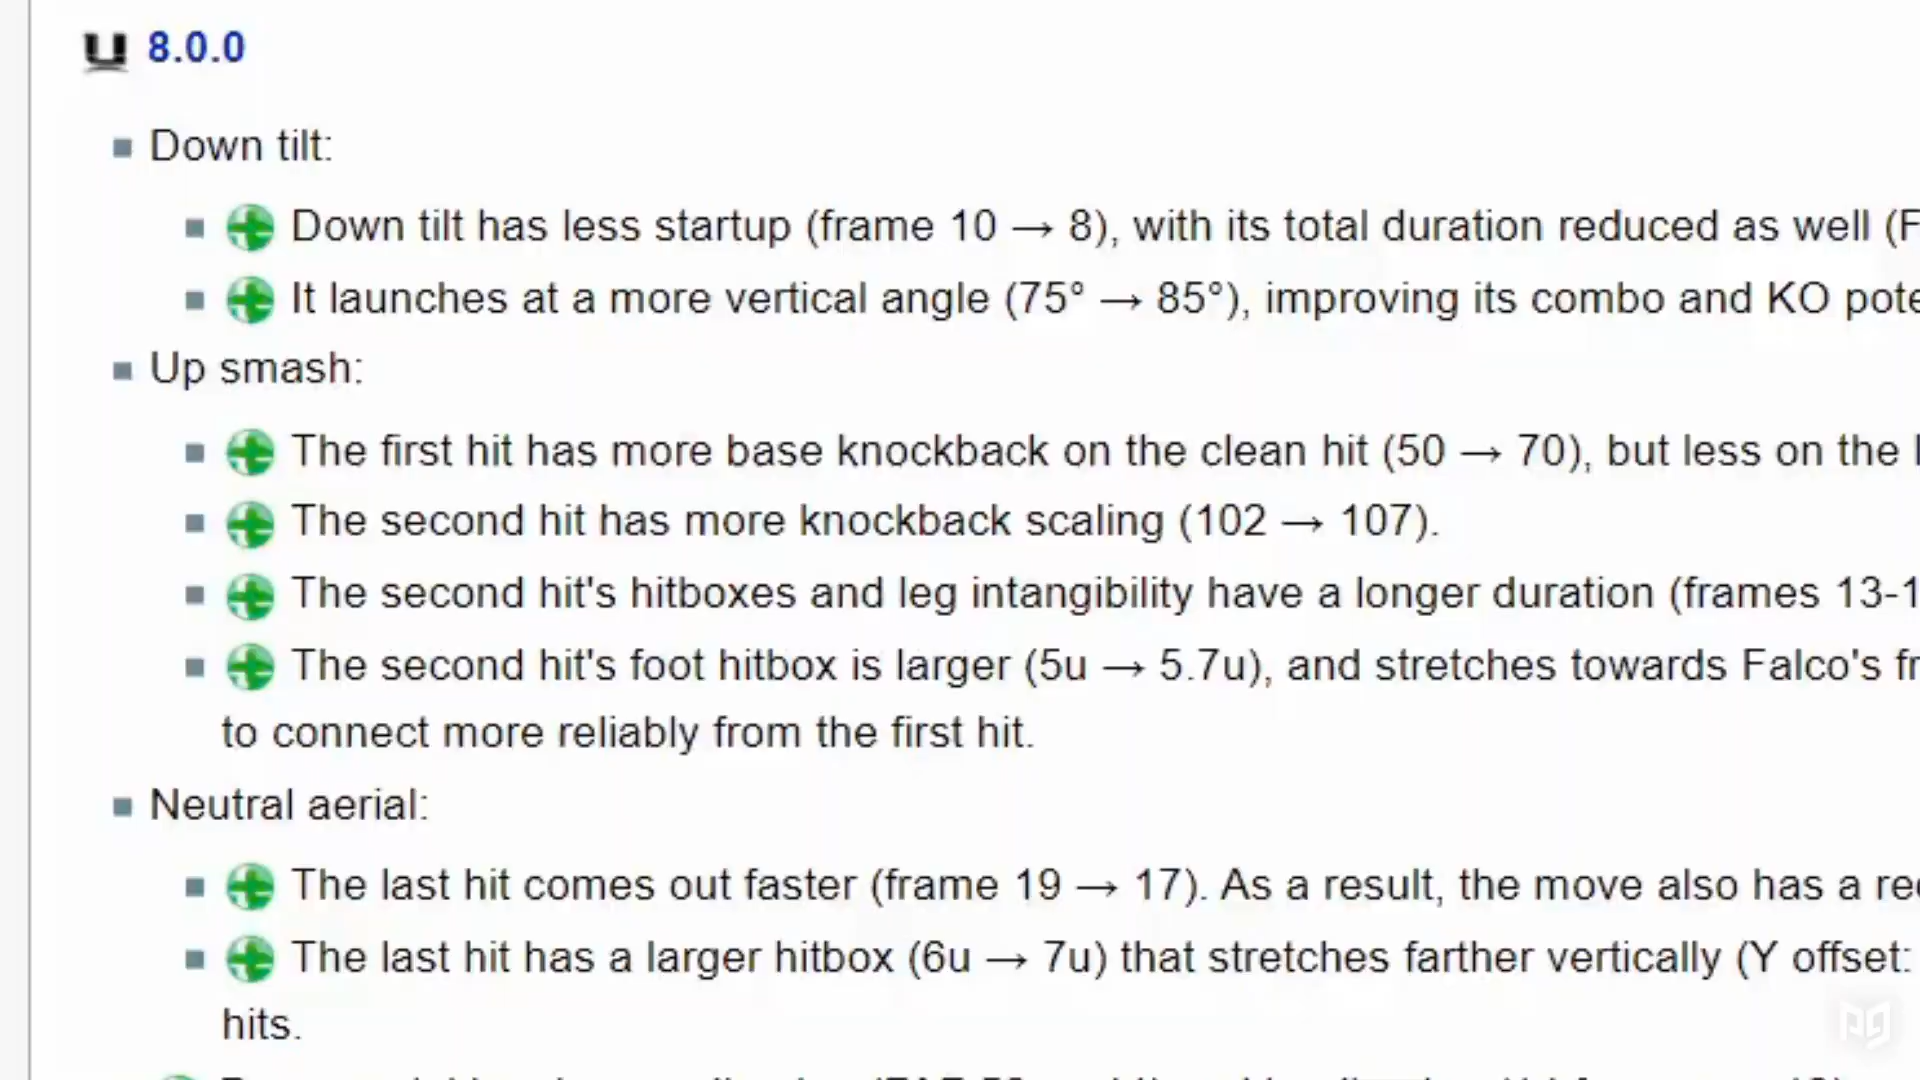 8.0.0
Down tilt:
Down tilt has less startup (frame 10 → 8), with its total duration reduced as well (F
It launches at a more vertical angle (75° → 85°), improving its combo and KO pote
Up smash:
The first hit has more base knockback on the clean hit (50 → 70), but less on the
The second hit has more knockback scaling (102 → 107).
The second hit's hitboxes and leg intangibility have a longer duration (frames 13-1
The second hit's foot hitbox is larger (5u → 5.7u), and stretches towards Falco's fr
to connect more reliably from the first hit.
Neutral aerial:
The last hit comes out faster (frame 19 → 17). As a result, the move also has a re
The last hit has a larger hitbox (6u → 7u) that stretches farther vertically (Y offset:
hits.
pg